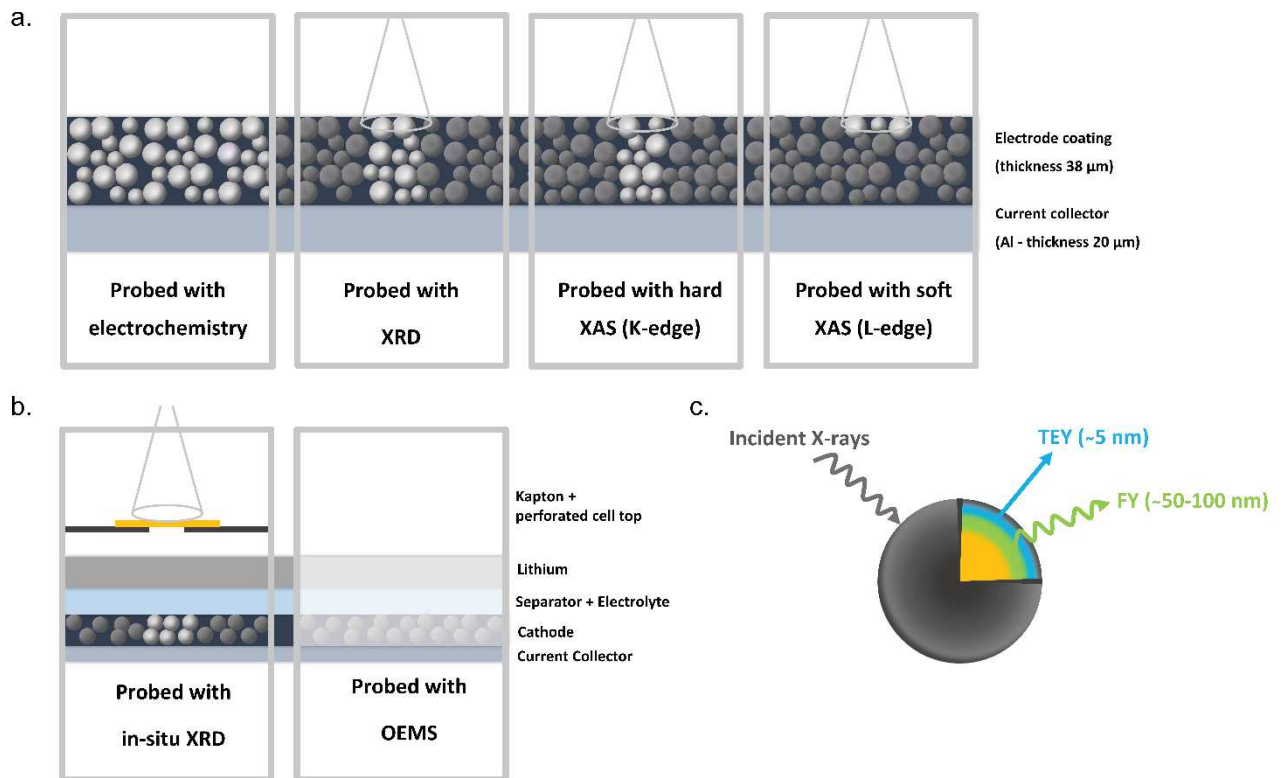 a.
Electrode coating
(thickness 38 μm)
Current collector
(Al - thickness 20 μm)
Probed with
electrochemistry
Probed with
XRD
Probed with hard
XAS (K-edge)
Probed with soft
XAS (L-edge)
b.
Kapton +
perforated cell top
Lithium
Separator + Electrolyte
Cathode
Current Collector
Probed with
in-situ XRD
Probed with
OEMS
c.
Incident X-rays
TEY (~5 nm)
FY (~50-100 nm)